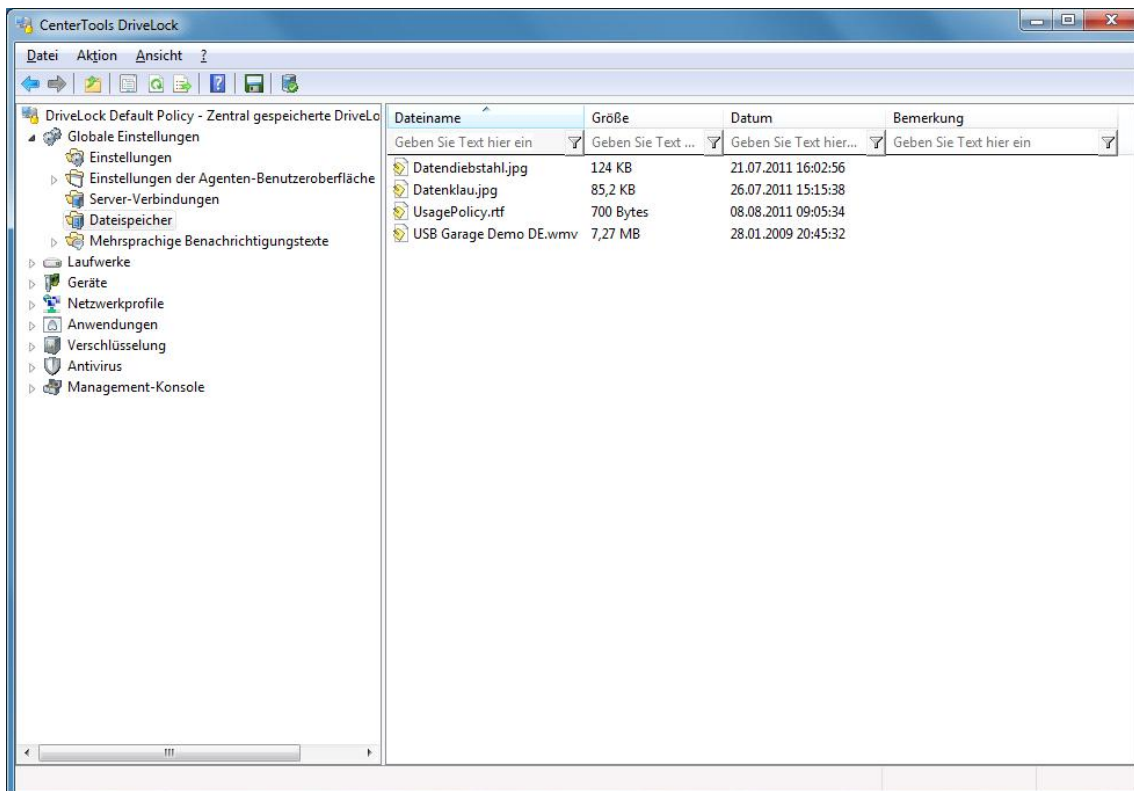 CenterTools DriveLock
Datei Aktion Ansicht ?
DriveLock Default Policy - Zentral gespeicherte DriveLo
Globale Einstellungen
Einstellungen
Einstellungen der Agenten-Benutzeroberfläche
Server-Verbindungen
Dateispeicher
Mehrsprachige Benachrichtigungstexte
Laufwerke
Geräte
Netzwerkprofile
Anwendungen
Verschlüsselung
Antivirus
Management-Konsole
Dateiname Größe Datum Bemerkung
Geben Sie Text hier ein Geben Sie Text ... Geben Sie Text hier... Geben Sie Text hier ein
Datendiebstahl.jpg 124 KB 21.07.2011 16:02:56
Datenklau.jpg 85,2 KB 26.07.2011 15:15:38
UsagePolicy.rtf 700 Bytes 08.08.2011 09:05:34
USB Garage Demo DE.wmv 7,27 MB 28.01.2009 20:45:32